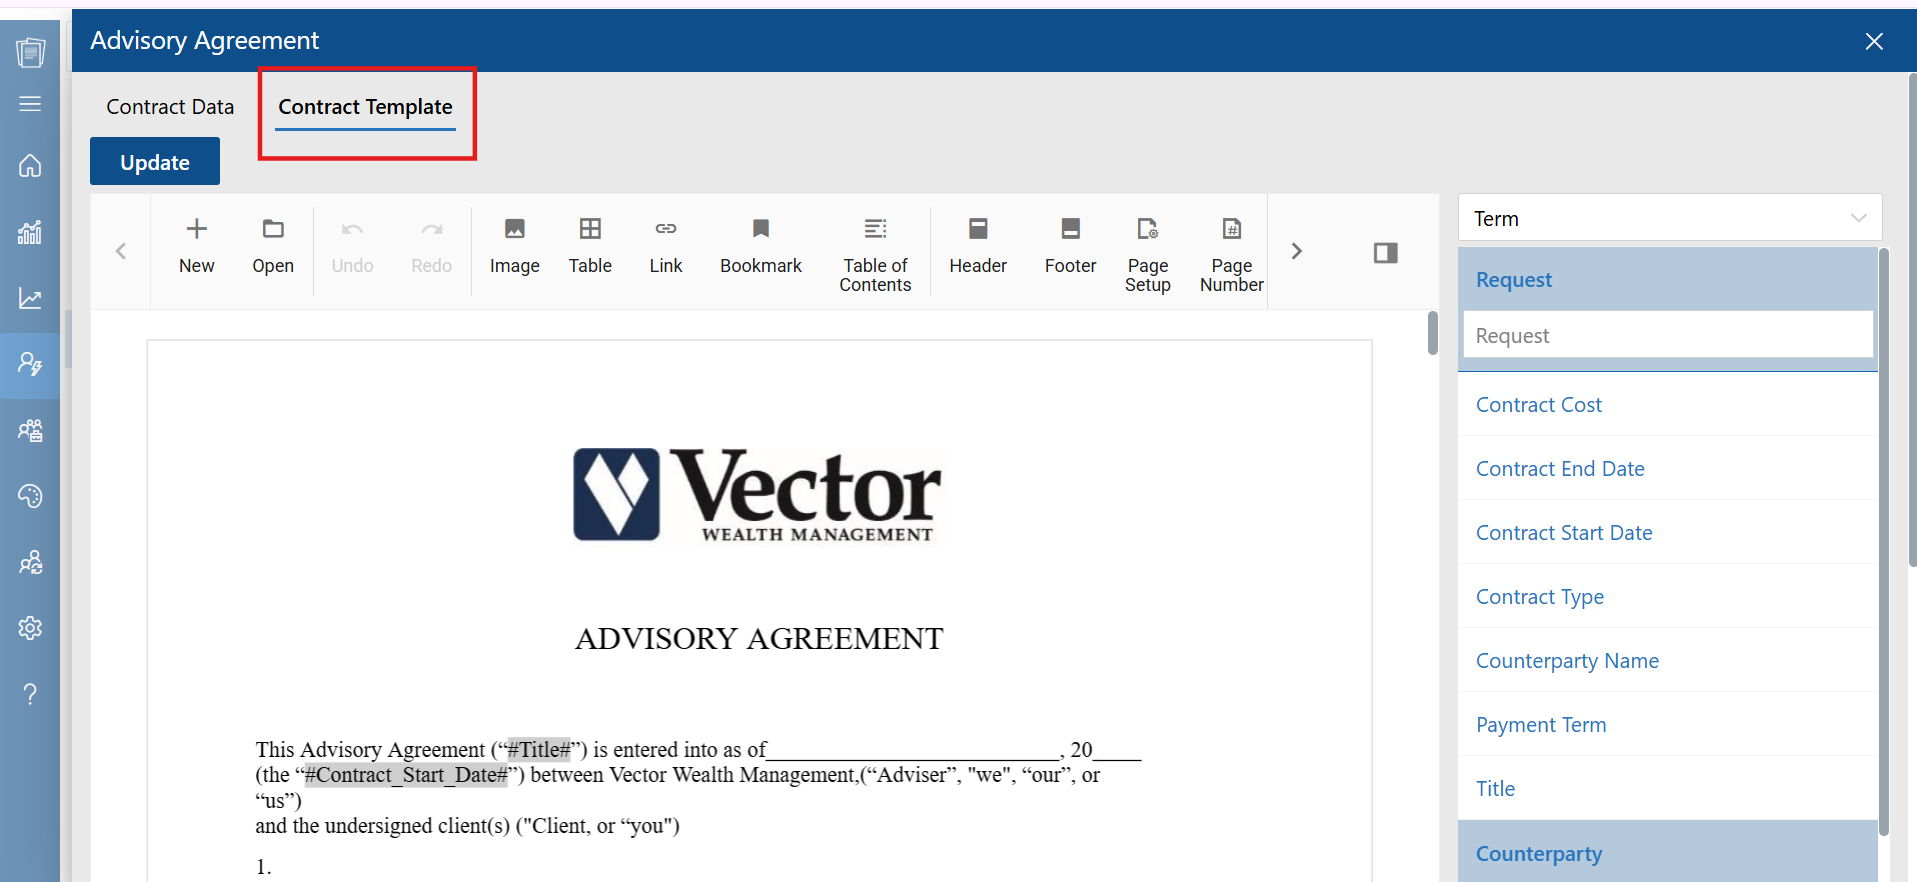 Advisory Agreement
Contract Data
Contract Template
Update
New
Open
Undo
Redo
Image
Table
Link
Bookmark
Table of
Contents
Header
Footer
Page
Setup
Page
Number
Term
Request
Request
Contract Cost
Contract End Date
Contract Start Date
Contract Type
Counterparty Name
Payment Term
Title
Counterparty
Vector
WEALTH MANAGEMENT
ADVISORY AGREEMENT
This Advisory Agreement (“#Title#”) is entered into as of___________________________, 20____
(the “#Contract_Start_Date#”) between Vector Wealth Management,(“Adviser”, "we", “our”, or
“us”)
and the undersigned client(s) ("Client, or “you")
1.